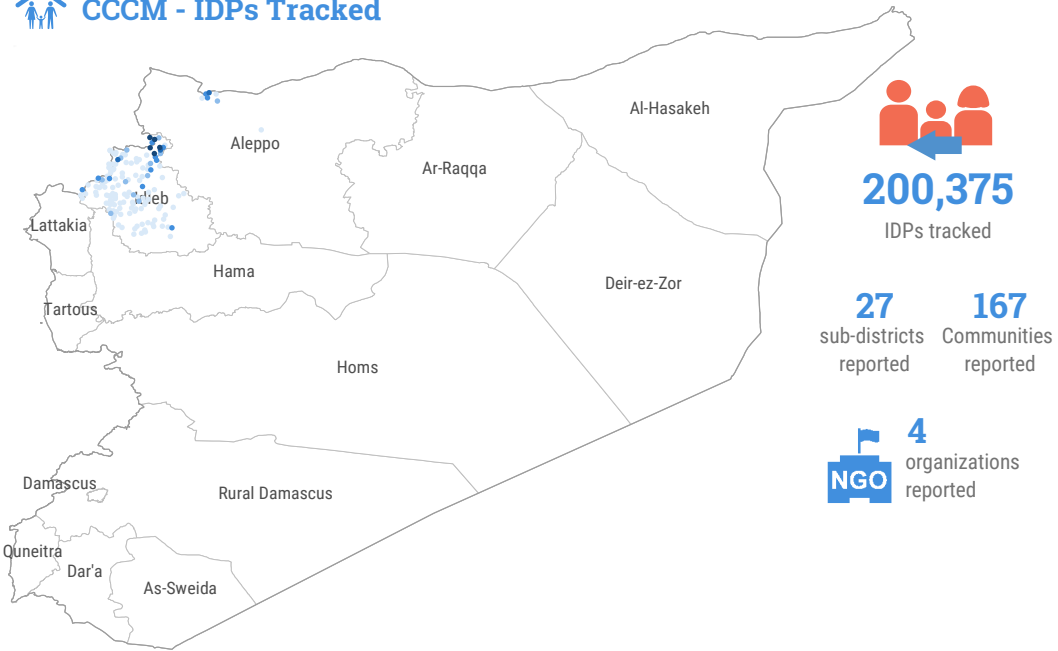 CCCM - IDPs Tracked
Al-Hasakeh
Aleppo
Ar-Raqqa
200,375
IDPs tracked
Lattakia
Hama
Deir-ez-Zor
Tartous
27
sub-districts
reported
167
Communities
reported
Homs
4
organizations
reported
NGO
Damascus
Rural Damascus
Quneitra
Dar'a
As-Sweida